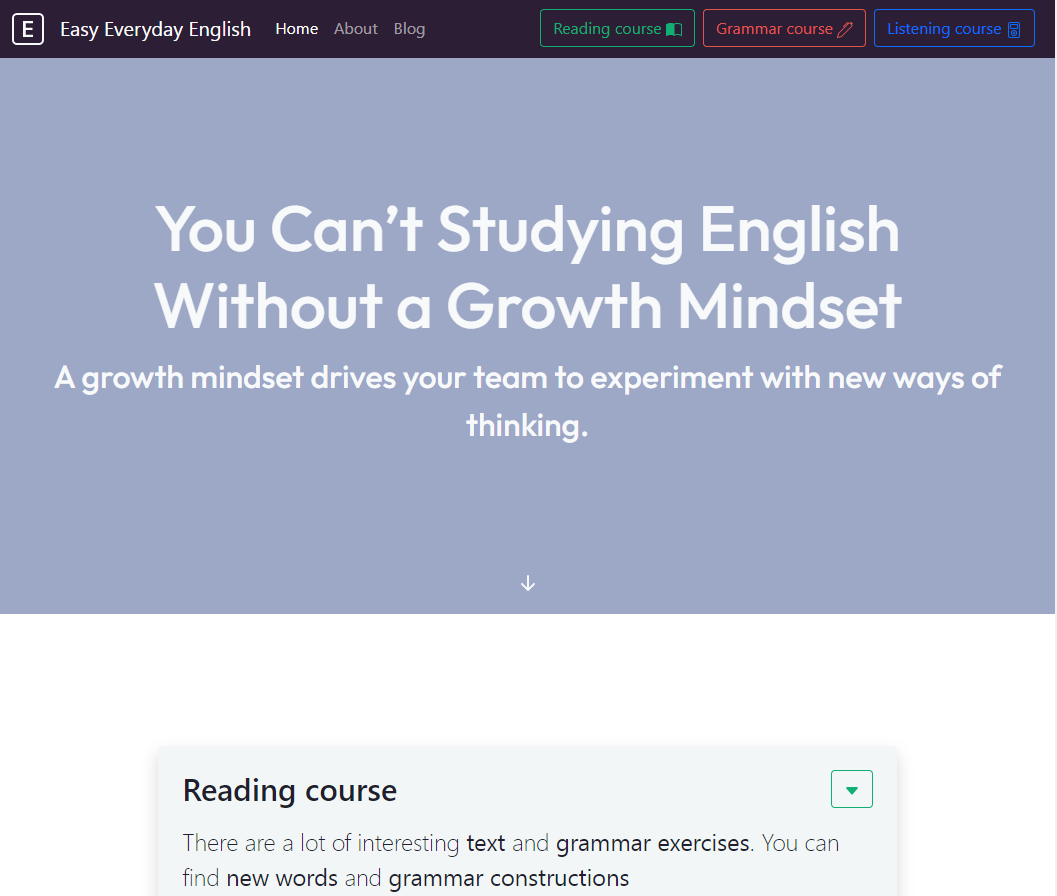 E Easy Everyday English Home About Blog Reading course Grammar course Listening course
You Can’t Studying English
Without a Growth Mindset
A growth mindset drives your team to experiment with new ways of
thinking.
Reading course
There are a lot of interesting text and grammar exercises. You can
find new words and grammar constructions